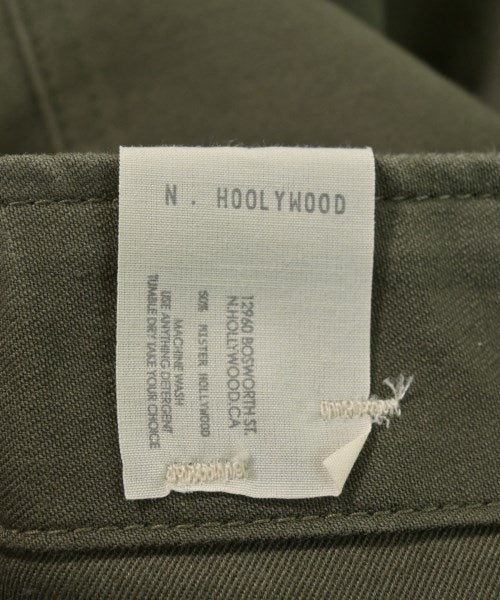 N. HOOLYWOOD
12960 BOSWORTH ST.
N.HOLLYWOOD.CA
50% MISTER HOLLYWOOD
MACHINE WASH
USE ANYTHING DETERGENT
TUMBLE DRY TAKE YOUR CHOICE